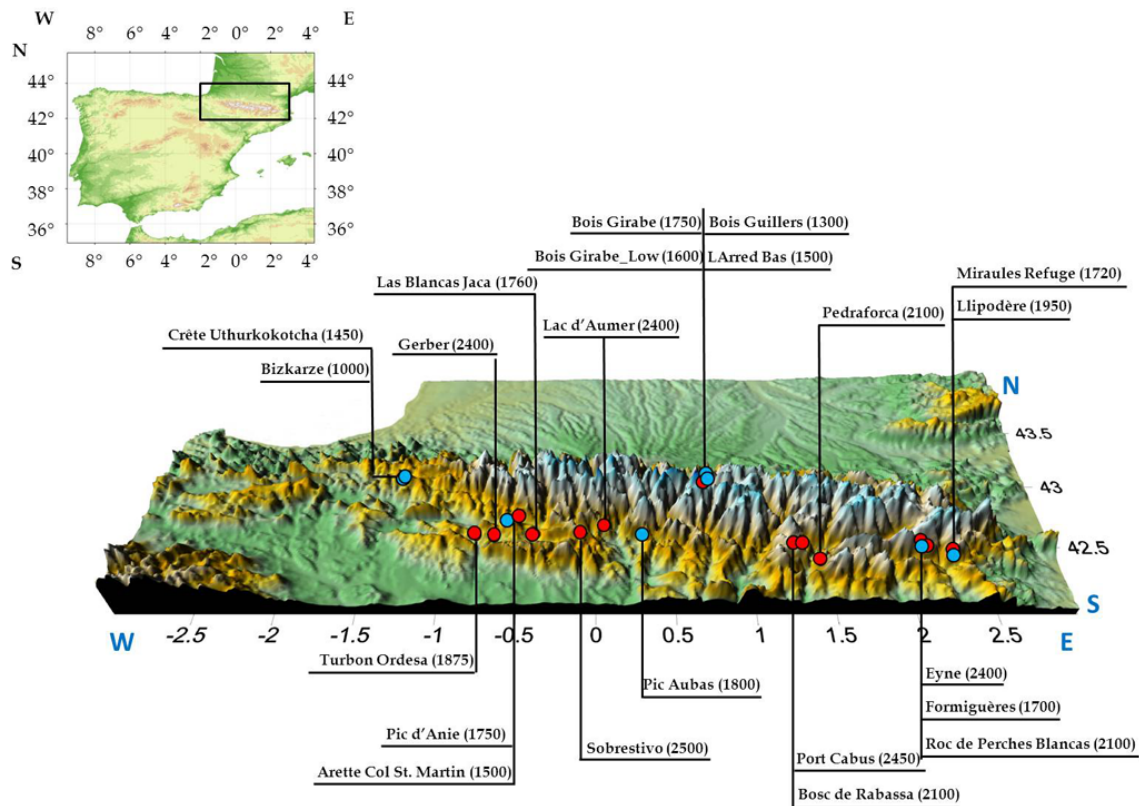 W E
8° 6° 4° 2° 0° 2° 4°
N
44° 44°
42° 42°
40° 40°
38° 38°
36° 36°
S
8° 6° 4° 2° 0° 2° 4°
Bois Girabe (1750) Bois Guillers (1300)
Bois Girabe_Low (1600) LArred Bas (1500)
Miraules Refuge (1720)
Las Blancas Jaca (1760)
Pedraforca (2100)
Llipodère (1950)
Crête Uthurkokotcha (1450)
Lac d’Aumer (2400)
Gerber (2400)
Bizkarze (1000)
N
43.5
43
42.5
S
W E
-2.5 -2 -1.5 -1 -0.5 0 0.5 1 1.5 2 2.5
Turbon Ordesa (1875)
Pic Aubas (1800)
Eyne (2400)
Formiguères (1700)
Pic d’Anie (1750)
Sobrestivo (2500)
Roc de Perches Blancas (2100)
Port Cabus (2450)
Arette Col St. Martin (1500)
Bosc de Rabassa (2100)